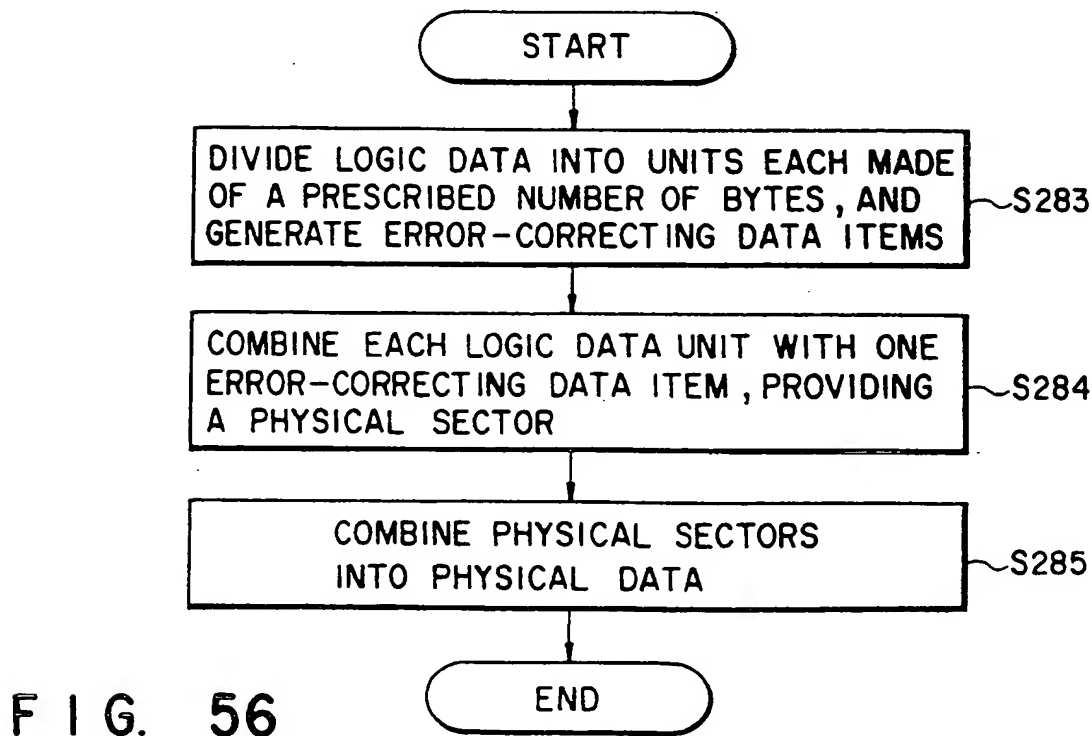 START
DIVIDE LOGIC DATA INTO UNITS EACH MADE
OF A PRESCRIBED NUMBER OF BYTES, AND
GENERATE ERROR-CORRECTING DATA ITEMS
S283
COMBINE EACH LOGIC DATA UNIT WITH ONE
ERROR-CORRECTING DATA ITEM, PROVIDING
A PHYSICAL SECTOR
S284
COMBINE PHYSICAL SECTORS
INTO PHYSICAL DATA
S285
END
FIG. 56